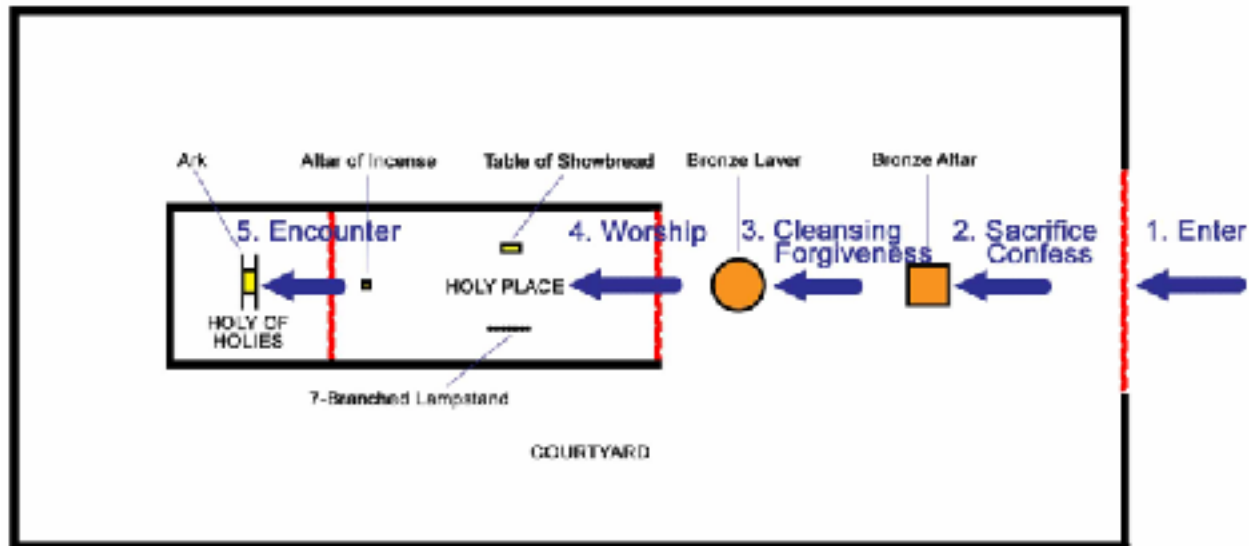 Ark
Altar of Incense
Table of Showbread
Bronze Laver
Bronze Altar
5. Encounter
4. Worship
3. Cleansing
Forgiveness
2. Sacrifice
Confess
1. Enter
HOLY PLACE
HOLY OF
HOLIES
7-Branched Lampstand
COURTYARD